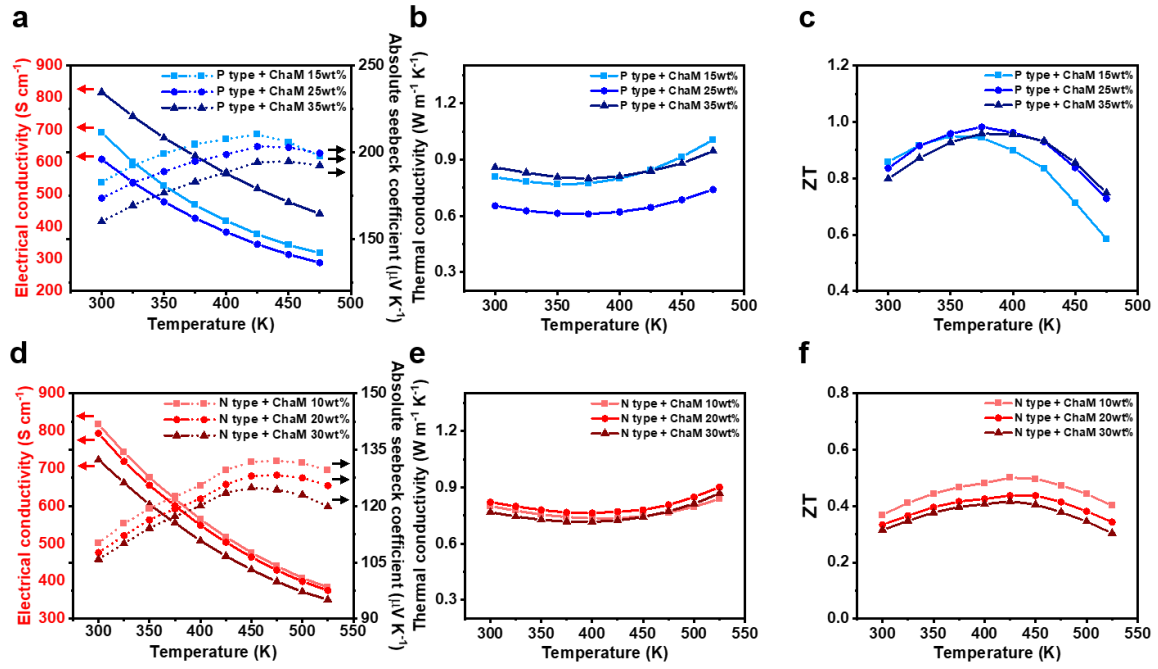 a
Electrical conductivity (S cm⁻¹)
900
800
700
600
500
400
300
200
P type + ChaM 15wt%
P type + ChaM 25wt%
P type + ChaM 35wt%
250
200
150
Absolute seebeck coefficient (μV K⁻¹)
300 350 400 450 500
Temperature (K)
b
Thermal conductivity (W m⁻¹ K⁻¹)
1.2
0.9
0.6
0.3
P type + ChaM 15wt%
P type + ChaM 25wt%
P type + ChaM 35wt%
300 350 400 450 500
Temperature (K)
c
ZT
1.2
1.0
0.8
0.6
0.4
P type + ChaM 15wt%
P type + ChaM 25wt%
P type + ChaM 35wt%
300 350 400 450 500
Temperature (K)
d
Electrical conductivity (S cm⁻¹)
900
800
700
600
500
400
300
N type + ChaM 10wt%
N type + ChaM 20wt%
N type + ChaM 30wt%
150
135
120
105
90
Absolute seebeck coefficient (μV K⁻¹)
300 350 400 450 500 550
Temperature (K)
e
Thermal conductivity (W m⁻¹ K⁻¹)
1.2
0.9
0.6
0.3
N type + ChaM 10wt%
N type + ChaM 20wt%
N type + ChaM 30wt%
300 350 400 450 500 550
Temperature (K)
f
ZT
0.8
0.6
0.4
0.2
0.0
N type + ChaM 10wt%
N type + ChaM 20wt%
N type + ChaM 30wt%
300 350 400 450 500 550
Temperature (K)